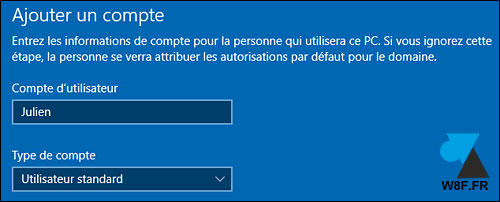 Ajouter un compte
Entrez les informations de compte pour la personne qui utilisera ce PC. Si vous ignorez cette
étape, la personne se verra attribuer les autorisations par défaut pour le domaine.
Compte d'utilisateur
Julien
Type de compte
Utilisateur standard
W8F.FR